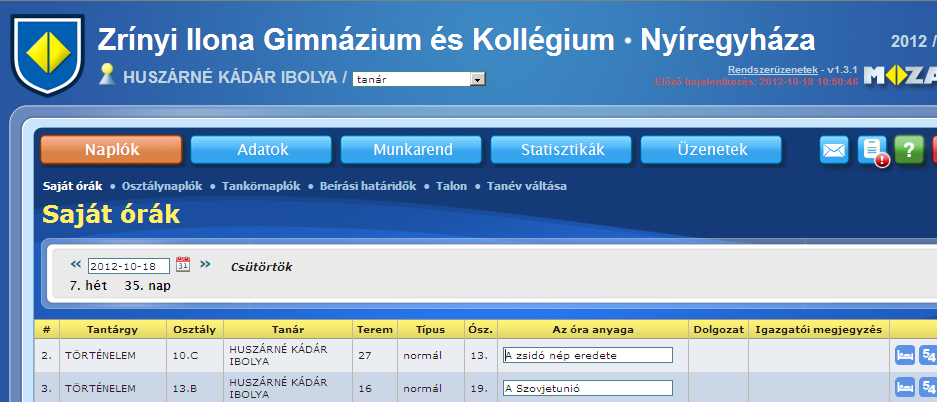 Zrínyi Ilona Gimnázium és Kollégium • Nyíregyháza
2012 /
HUSZÁRNÉ KÁDÁR IBOLYA / tanár
Rendszerüzenetek - v1.3.1
Előző bejelentkezés: 2012-10-18 10:50:46
MOZA
Naplók Adatok Munkarend Statisztikák Üzenetek
Saját órák • Osztálynaplók • Tankörnaplók • Beírási határidők • Talon • Tanév váltása
Saját órák
« 2012-10-18 31 » Csütörtök
7. hét 35. nap
# Tantárgy Osztály Tanár Terem Típus Ósz. Az óra anyaga Dolgozat Igazgatói megjegyzés
2. TÖRTÉNELEM 10.C HUSZÁRNÉ KÁDÁR IBOLYA 27 normál 13. A zsidó nép eredete 54
3. TÖRTÉNELEM 13.B HUSZÁRNÉ KÁDÁR IBOLYA 16 normál 19. A Szovjetunió 54